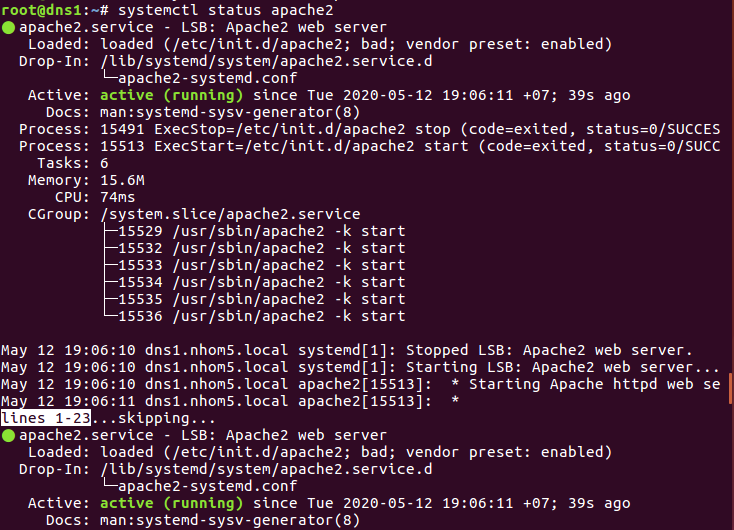 root@dns1:~# systemctl status apache2
● apache2.service - LSB: Apache2 web server
   Loaded: loaded (/etc/init.d/apache2; bad; vendor preset: enabled)
  Drop-In: /lib/systemd/system/apache2.service.d
           └─apache2-systemd.conf
   Active: active (running) since Tue 2020-05-12 19:06:11 +07; 39s ago
     Docs: man:systemd-sysv-generator(8)
  Process: 15491 ExecStop=/etc/init.d/apache2 stop (code=exited, status=0/SUCCES
  Process: 15513 ExecStart=/etc/init.d/apache2 start (code=exited, status=0/SUCC
    Tasks: 6
   Memory: 15.6M
      CPU: 74ms
   CGroup: /system.slice/apache2.service
           ├─15529 /usr/sbin/apache2 -k start
           ├─15532 /usr/sbin/apache2 -k start
           ├─15533 /usr/sbin/apache2 -k start
           ├─15534 /usr/sbin/apache2 -k start
           ├─15535 /usr/sbin/apache2 -k start
           └─15536 /usr/sbin/apache2 -k start

May 12 19:06:10 dns1.nhom5.local systemd[1]: Stopped LSB: Apache2 web server.
May 12 19:06:10 dns1.nhom5.local systemd[1]: Starting LSB: Apache2 web server...
May 12 19:06:10 dns1.nhom5.local apache2[15513]:  * Starting Apache httpd web se
May 12 19:06:11 dns1.nhom5.local apache2[15513]:  *
lines 1-23...skipping...
● apache2.service - LSB: Apache2 web server
   Loaded: loaded (/etc/init.d/apache2; bad; vendor preset: enabled)
  Drop-In: /lib/systemd/system/apache2.service.d
           └─apache2-systemd.conf
   Active: active (running) since Tue 2020-05-12 19:06:11 +07; 39s ago
     Docs: man:systemd-sysv-generator(8)